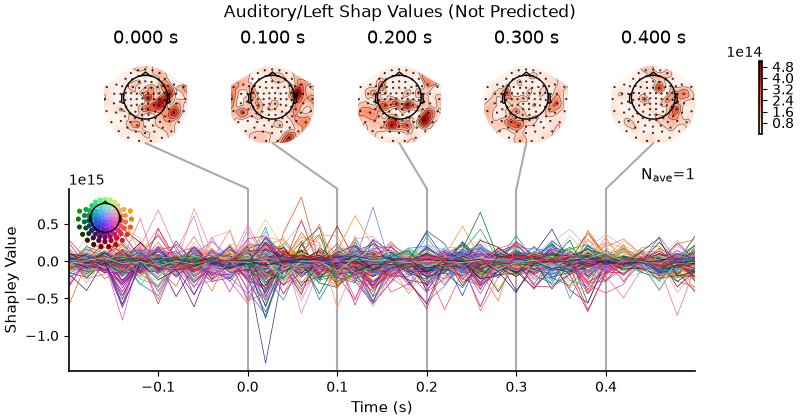 Auditory/Left Shap Values (Not Predicted)
0.000 s 0.100 s 0.200 s 0.300 s 0.400 s
1e14
4.8
4.0
3.2
2.4
1.6
0.8
Nave=1
1e15
0.5
0.0
−0.5
−1.0
Shapley Value
−0.1 0.0 0.1 0.2 0.3 0.4
Time (s)